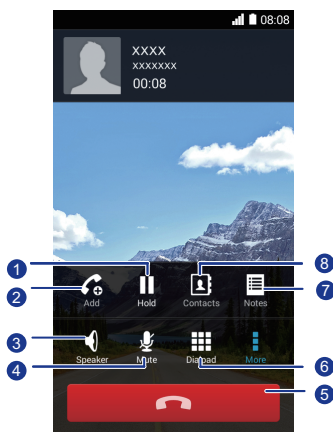 08:08
xxxx
xxxxxxx
00:08
1
8
2
7
Add Hold Contacts Notes
3
Speaker Mute Dialpad More
4
6
5